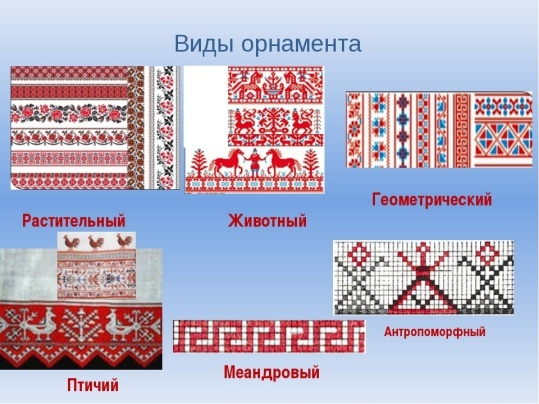 Виды орнамента
Геометрический
Растительный
Животный
Антропоморфный
Меандровый
Птичий